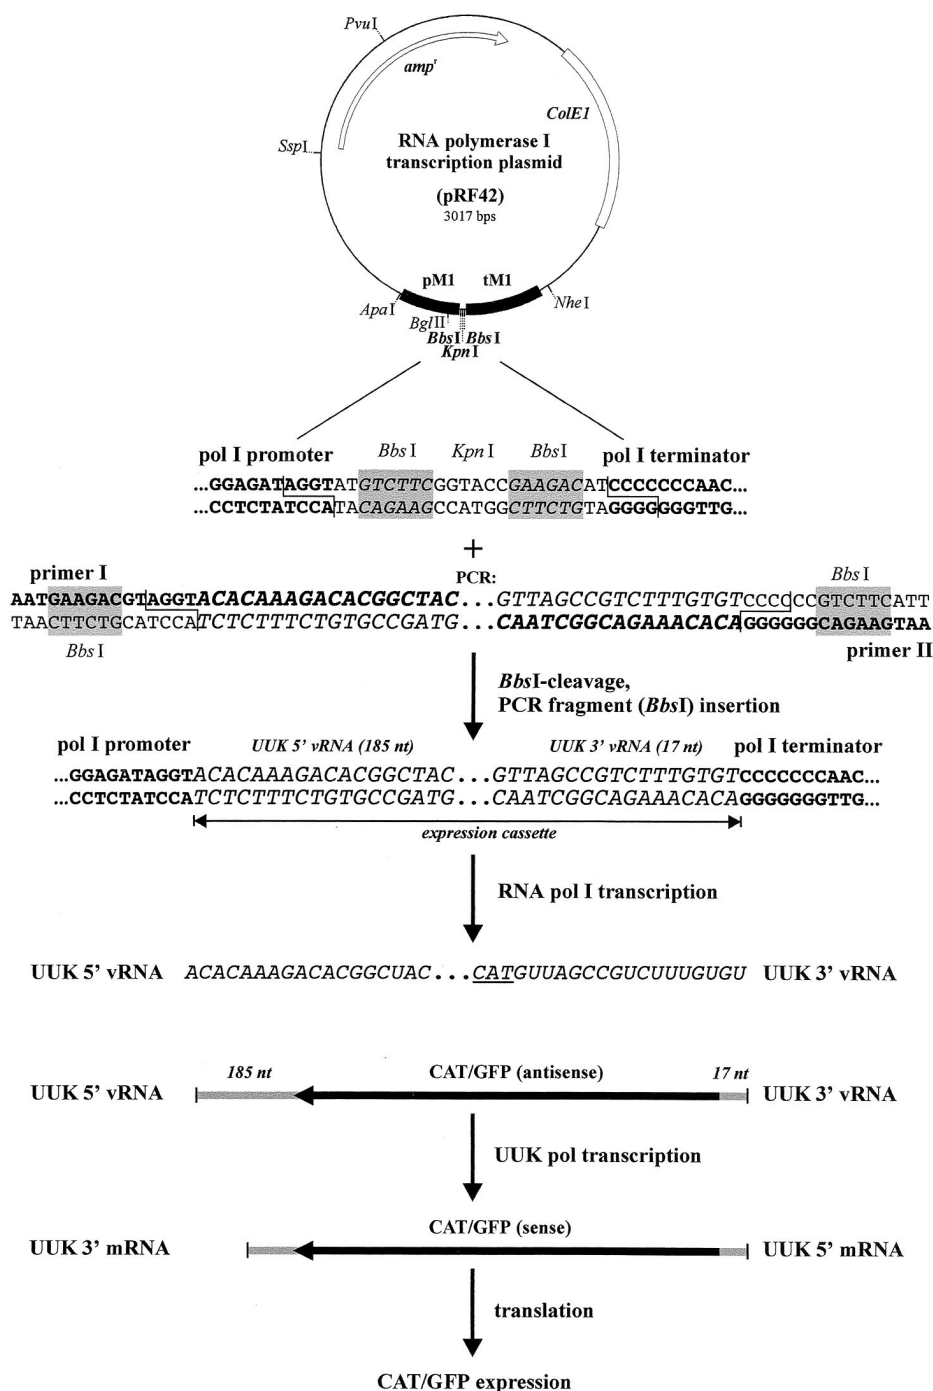 PvuI
ampʳ
ColE1
SspI
RNA polymerase I
transcription plasmid
(pRF42)
3017 bps
pM1 tM1
ApaI
NheI
BglII
BbsI BbsI
KpnI
BbsI KpnI BbsI
pol I promoter pol I terminator
...GGAGATAGGTATGTCTTCGGTACCGAAGACATCCCCCCCAAC...
...CCTCTATCCATACAGAAGCCATGGCTTCTGTAGGGGGGGTTG...
+
primer I PCR: BbsI
AATGAAGACGTAGGTACACAAAGACACGGCTAC...GTTAGCCGTCTTTGTGTCCCCCCGTCTTCATT
TAACTTCTGCATCCATCTCTTTCTGTGCCGATG...CAATCGGCAGAAACACAGGGGGGCAGAAGTAA
BbsI primer II
BbsI-cleavage,
PCR fragment (BbsI) insertion
pol I promoter UUK 5' vRNA (185 nt) UUK 3' vRNA (17 nt) pol I terminator
...GGAGATAGGTACACAAAGACACGGCTAC...GTTAGCCGTCTTTGTGTCCCCCCCAAC...
...CCTCTATCCATCTCTTTCTGTGCCGATG...CAATCGGCAGAAACACAGGGGGGGTTG...
expression cassette
RNA pol I transcription
UUK 5' vRNA ACACAAAGACACGGCUAC...CATGUUAGCCGUCUUUGUGU UUK 3' vRNA
185 nt CAT/GFP (antisense) 17 nt
UUK 5' vRNA UUK 3' vRNA
UUK pol transcription
CAT/GFP (sense)
UUK 3' mRNA UUK 5' mRNA
translation
CAT/GFP expression